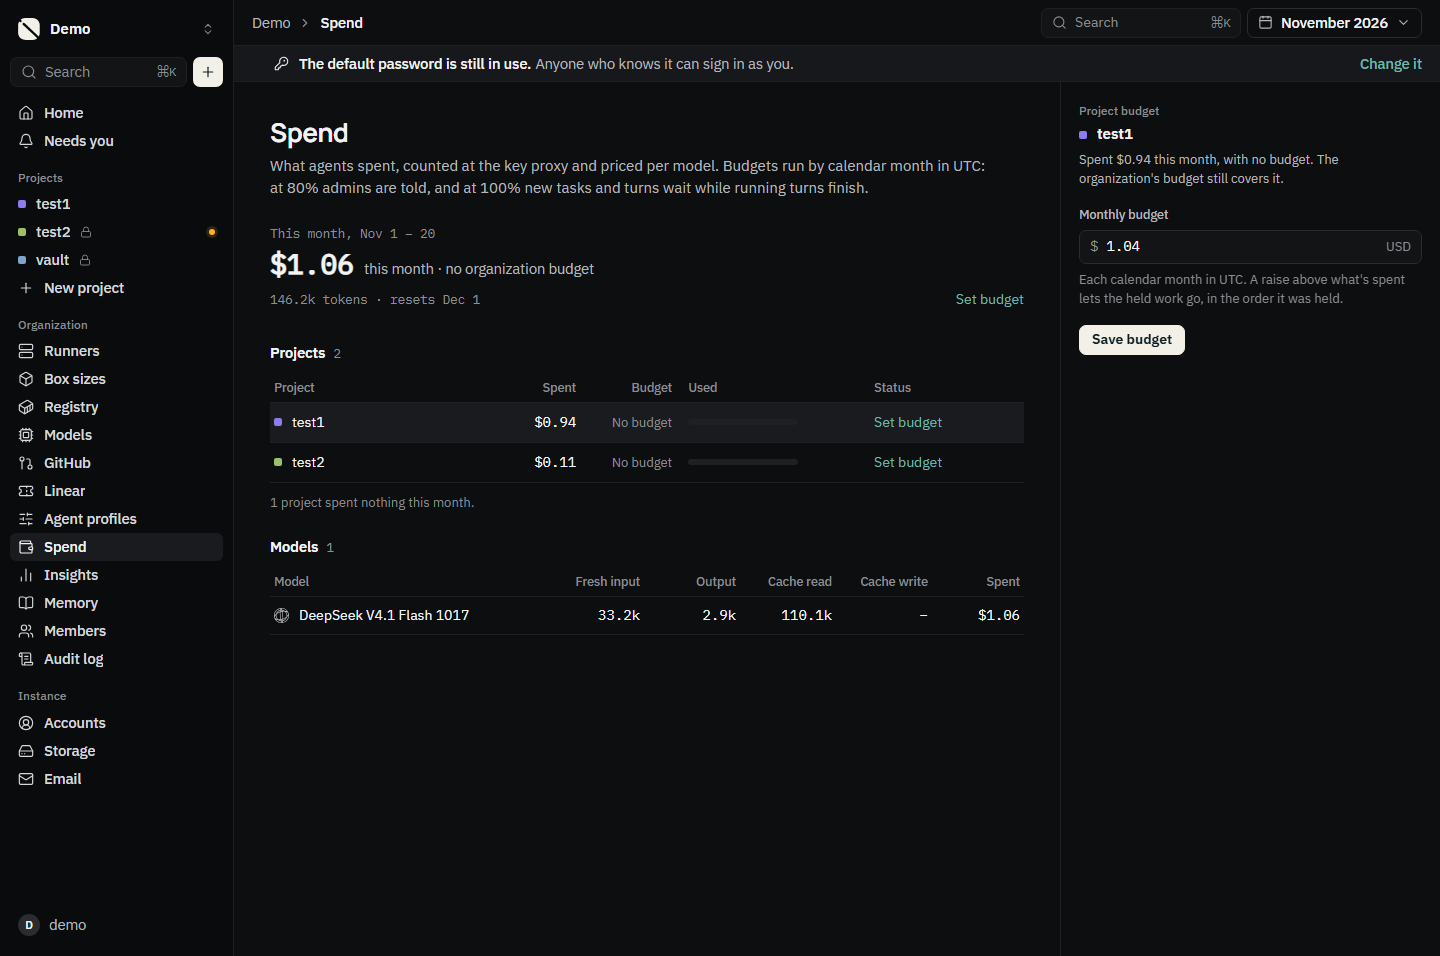 Demo
Search ⌘K
Home
Needs you
Projects
test1
test2
vault
New project
Organization
Runners
Box sizes
Registry
Models
GitHub
Linear
Agent profiles
Spend
Insights
Memory
Members
Audit log
Instance
Accounts
Storage
Email
D demo
Demo > Spend
Search ⌘K
November 2026
The default password is still in use. Anyone who knows it can sign in as you.
Change it
Spend
What agents spent, counted at the key proxy and priced per model. Budgets run by calendar month in UTC:
at 80% admins are told, and at 100% new tasks and turns wait while running turns finish.
This month, Nov 1 – 20
$1.06 this month · no organization budget
146.2k tokens · resets Dec 1
Set budget
Projects 2
Project Spent Budget Used Status
test1 $0.94 No budget Set budget
test2 $0.11 No budget Set budget
1 project spent nothing this month.
Models 1
Model Fresh input Output Cache read Cache write Spent
DeepSeek V4.1 Flash 1017 33.2k 2.9k 110.1k – $1.06
Project budget
test1
Spent $0.94 this month, with no budget. The
organization's budget still covers it.
Monthly budget
$ 1.04 USD
Each calendar month in UTC. A raise above what's spent
lets the held work go, in the order it was held.
Save budget